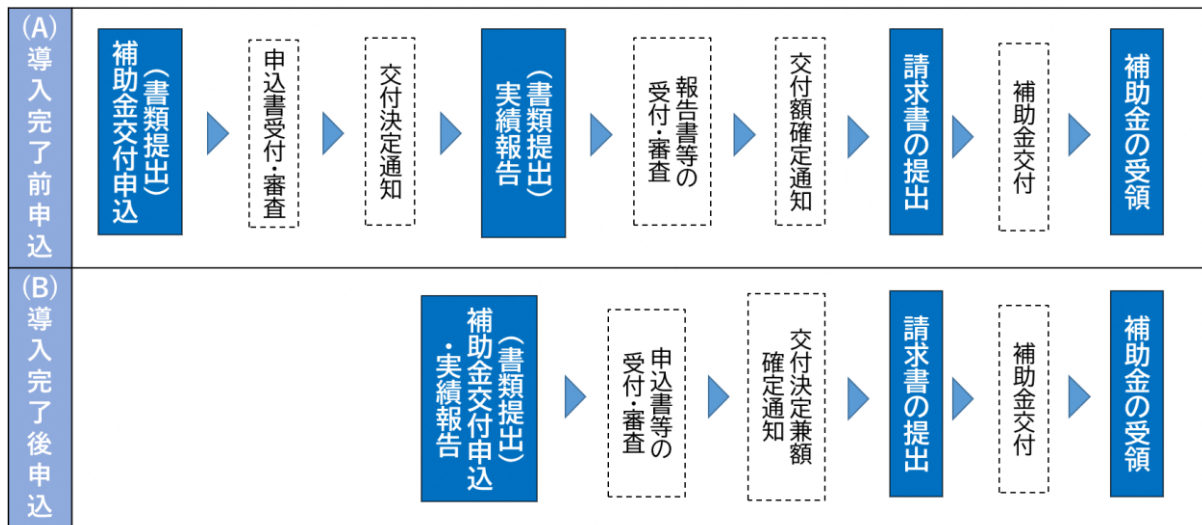 (A)導入完了前申込
(書類提出)
補助金交付申込
申込書受付・審査
交付決定通知
(書類提出)
実績報告
報告書等の
受付・審査
交付額確定通知
請求書の提出
補助金交付
補助金の受領
(B)導入完了後申込
(書類提出)
補助金交付申込
・実績報告
申込書等の
受付・審査
交付決定兼額
確定通知
請求書の提出
補助金交付
補助金の受領